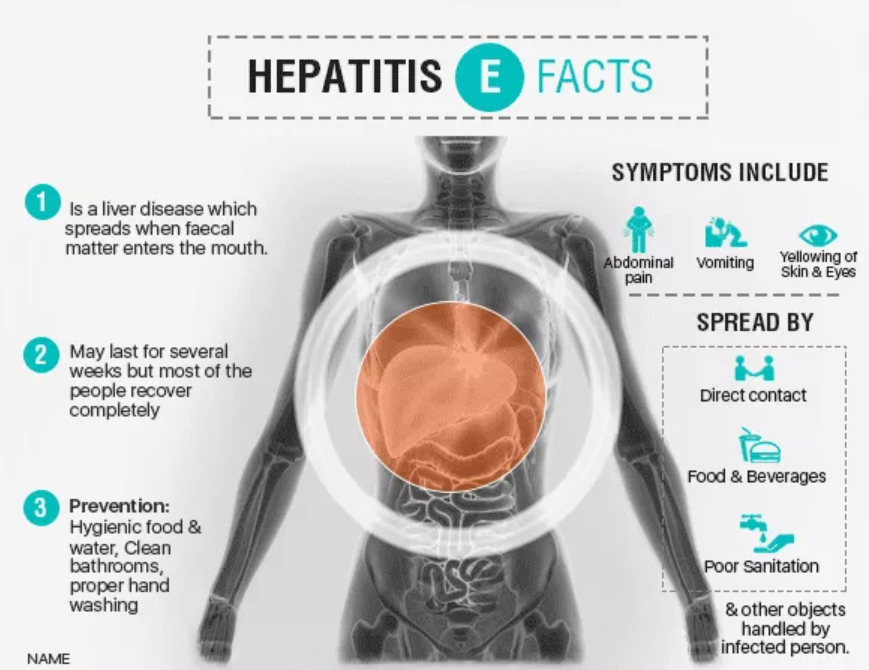 HEPATITIS E FACTS
1 Is a liver disease which
spreads when faecal
matter enters the mouth.
2 May last for several
weeks but most of the
people recover
completely
3 Prevention:
Hygienic food &
water, Clean
bathrooms,
proper hand
washing
NAME
SYMPTOMS INCLUDE
Abdominal
pain
Vomiting
Yellowing of
Skin & Eyes
SPREAD BY
Direct contact
Food & Beverages
Poor Sanitation
& other objects
handled by
infected person.